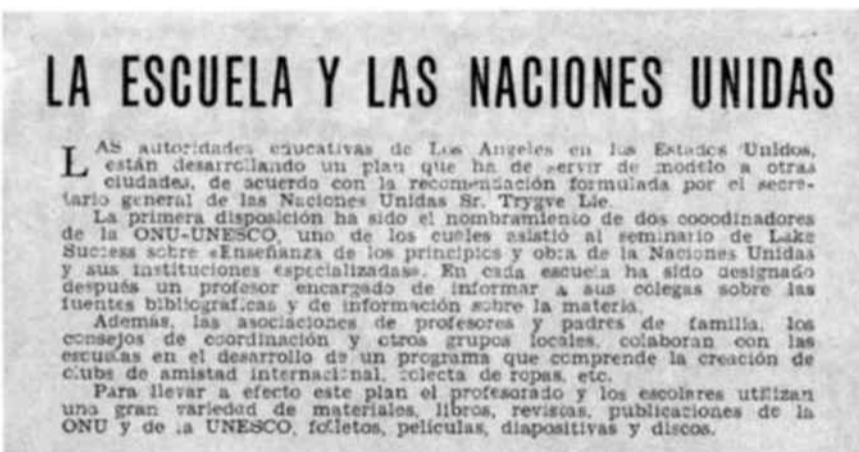 LA ESCUELA Y LAS NACIONES UNIDAS
LAS autoridades educativas de Los Angeles en los Estados Unidos,
están desarrollando un plan que ha de servir de modelo a otras
ciudades, de acuerdo con la recomendación formulada por el secre-
tario general de las Naciones Unidas Sr. Trygve Lie.
La primera disposición ha sido el nombramiento de dos cooodinadores
de la ONU-UNESCO, uno de los cuales asistió al seminario de Lake
Success sobre «Enseñanza de los principios y obra de la Naciones Unidas
y sus instituciones especializadas». En cada escuela ha sido designado
después un profesor encargado de informar a sus colegas sobre las
fuentes bibliográficas y de información sobre la materia.
Además, las asociaciones de profesores y padres de familia, los
consejos de coordinación y otros grupos locales, colaboran con las
escuelas en el desarrollo de un programa que comprende la creación de
clubs de amistad internacional, colecta de ropas, etc.
Para llevar a efecto este plan el profesorado y los escolares utilizan
una gran variedad de materiales, libros, revistas, publicaciones de la
ONU y de la UNESCO, folletos, películas, diapositivas y discos.